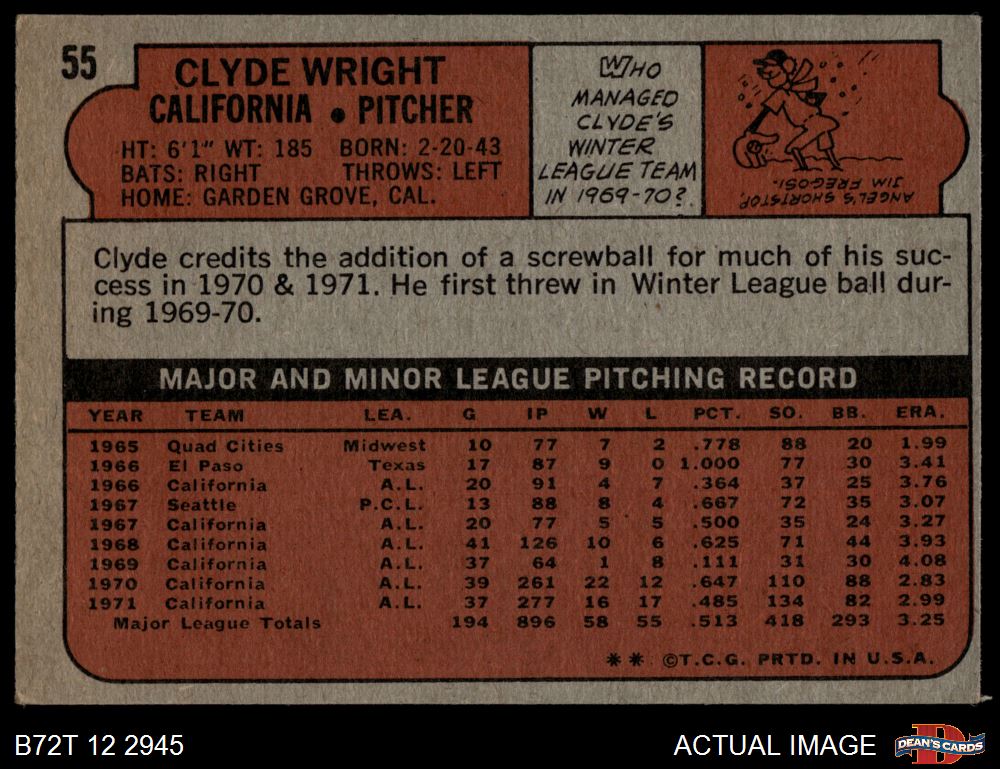 55
CLYDE WRIGHT
CALIFORNIA • PITCHER
HT: 6'1" WT: 185 BORN: 2-20-43
BATS: RIGHT THROWS: LEFT
HOME: GARDEN GROVE, CAL.
WHO
MANAGED
CLYDE'S
WINTER
LEAGUE TEAM
IN 1969-70?
ANGEL'S SHORTSTOP,
JIM FREGOSI.
Clyde credits the addition of a screwball for much of his suc-
cess in 1970 & 1971. He first threw in Winter League ball dur-
ing 1969-70.
MAJOR AND MINOR LEAGUE PITCHING RECORD
YEAR TEAM LEA. G IP W L PCT. SO. BB. ERA.
1965 Quad Cities Midwest 10 77 7 2 .778 88 20 1.99
1966 El Paso Texas 17 87 9 0 1.000 77 30 3.41
1966 California A.L. 20 91 4 7 .364 37 25 3.76
1967 Seattle P.C.L. 13 88 8 4 .667 72 35 3.07
1967 California A.L. 20 77 5 5 .500 35 24 3.27
1968 California A.L. 41 126 10 6 .625 71 44 3.93
1969 California A.L. 37 64 1 8 .111 31 30 4.08
1970 California A.L. 39 261 22 12 .647 110 88 2.83
1971 California A.L. 37 277 16 17 .485 134 82 2.99
Major League Totals 194 896 58 55 .513 418 293 3.25
** ©T.C.G. PRTD. IN U.S.A.
B72T 12 2945
ACTUAL IMAGE
DEAN'S CARDS